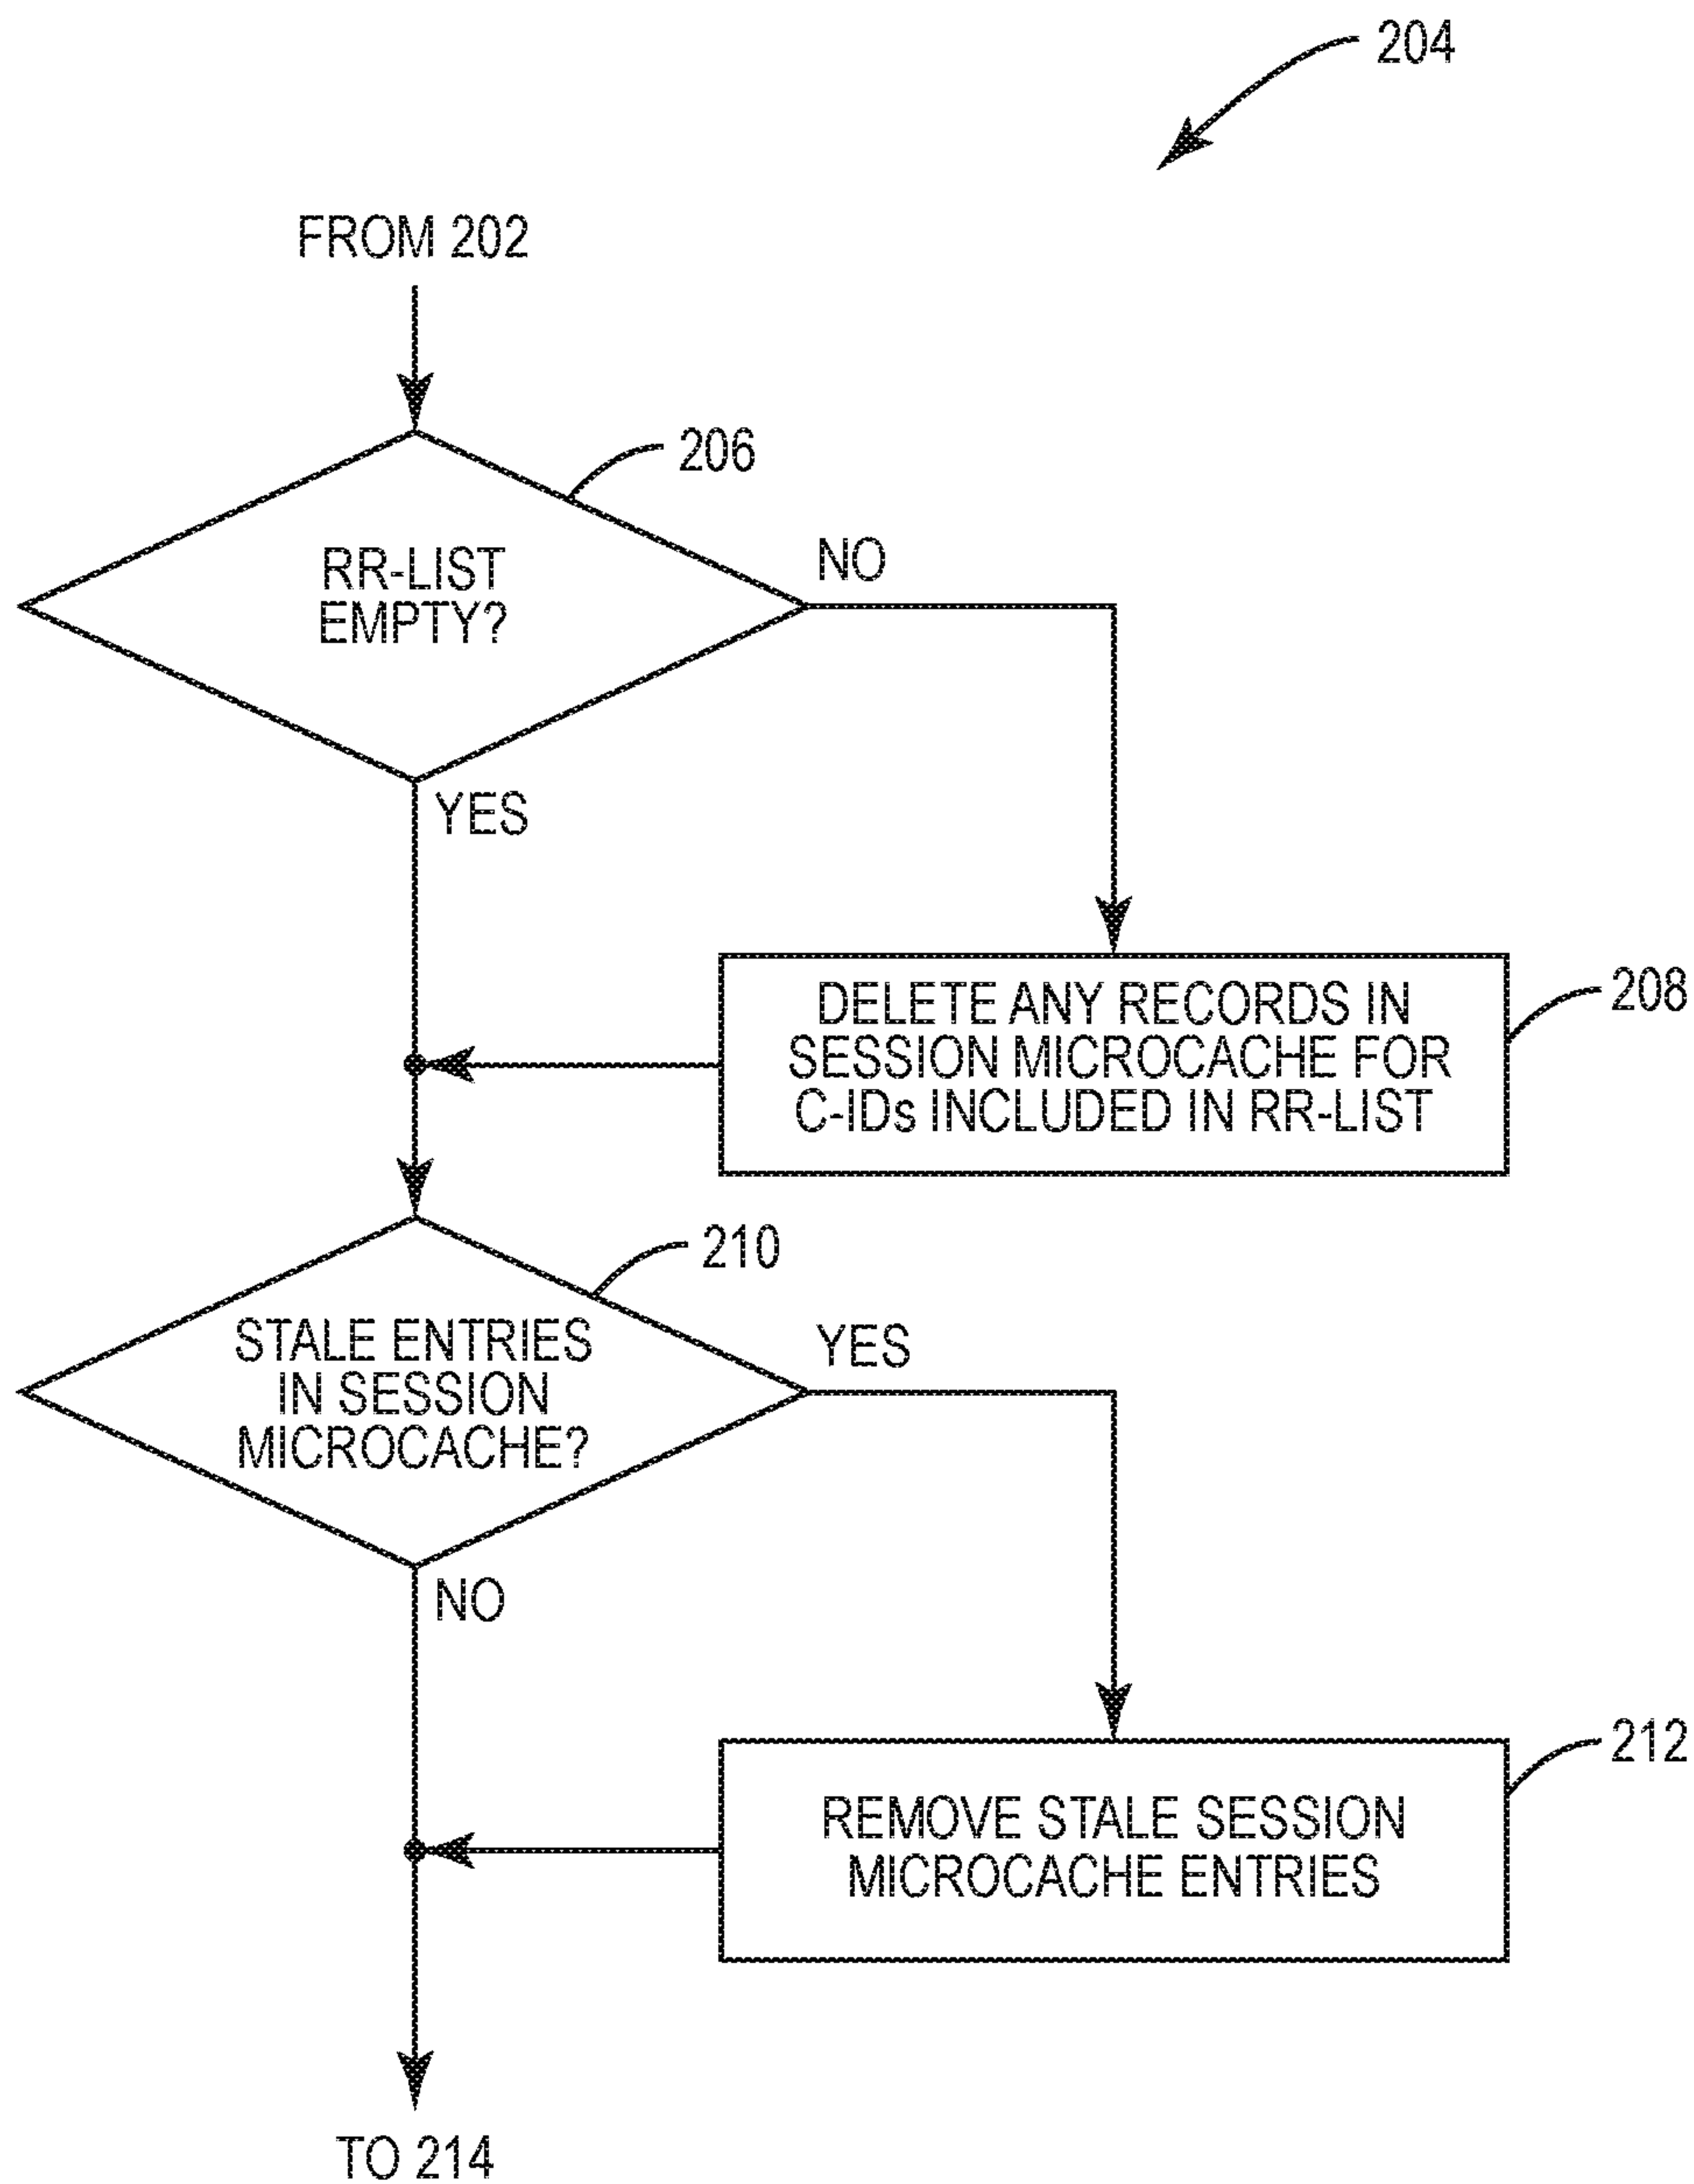 204
FROM 202
206
RR-LIST
EMPTY?
NO
YES
DELETE ANY RECORDS IN
SESSION MICROCACHE FOR
C-IDs INCLUDED IN RR-LIST
208
210
STALE ENTRIES
IN SESSION
MICROCACHE?
YES
NO
REMOVE STALE SESSION
MICROCACHE ENTRIES
212
TO 214